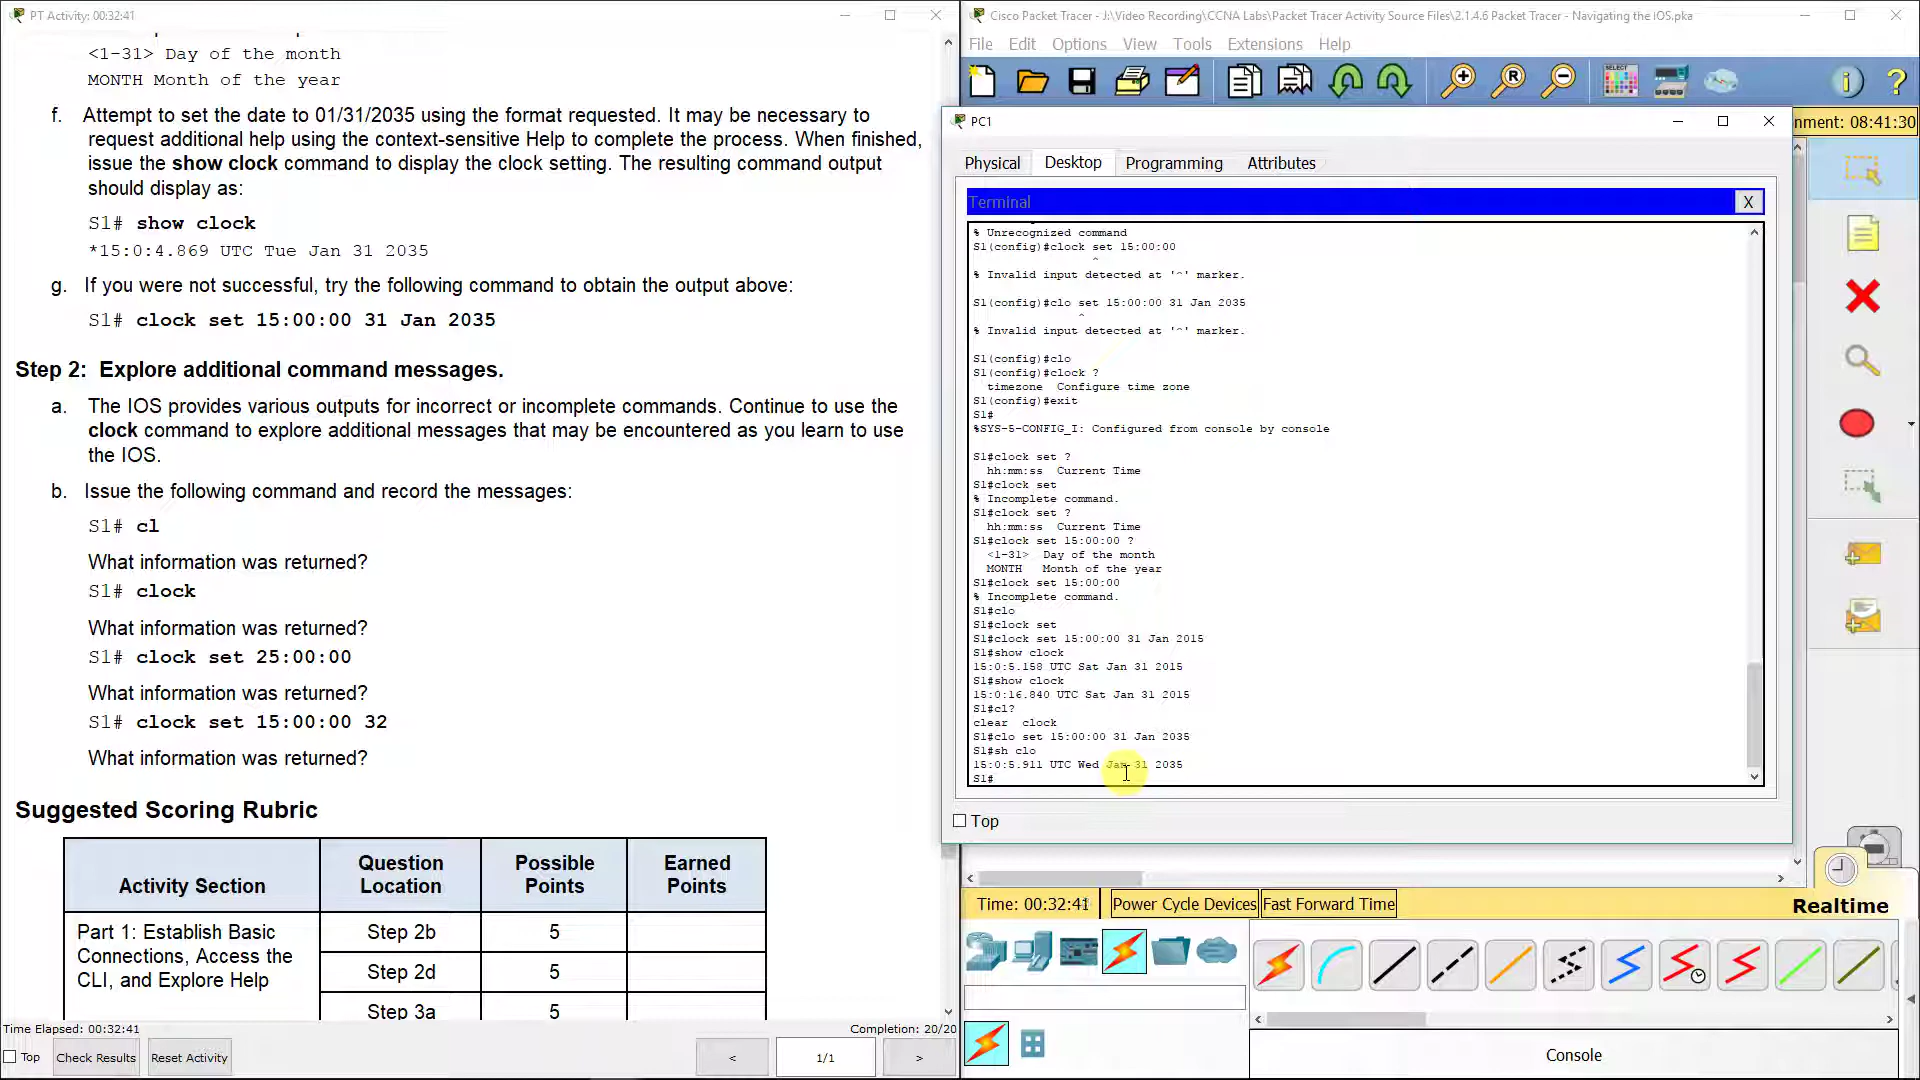 PT Activity: 00:32:41
<1-31> Day of the month
MONTH Month of the year
f. Attempt to set the date to 01/31/2035 using the format requested. It may be necessary to
request additional help using the context-sensitive Help to complete the process. When finished,
issue the show clock command to display the clock setting. The resulting command output
should display as:
S1# show clock
*15:0:4.869 UTC Tue Jan 31 2035
g. If you were not successful, try the following command to obtain the output above:
S1# clock set 15:00:00 31 Jan 2035
Step 2: Explore additional command messages.
a. The IOS provides various outputs for incorrect or incomplete commands. Continue to use the
clock command to explore additional messages that may be encountered as you learn to use
the IOS.
b. Issue the following command and record the messages:
S1# cl
What information was returned?
S1# clock
What information was returned?
S1# clock set 25:00:00
What information was returned?
S1# clock set 15:00:00 32
What information was returned?
Suggested Scoring Rubric
Activity Section
Question Location
Possible Points
Earned Points
Part 1: Establish Basic
Connections, Access the
CLI, and Explore Help
Step 2b 5
Step 2d 5
Step 3a 5
Time Elapsed: 00:32:41
Completion: 20/20
Top
Check Results
Reset Activity
<
1/1
>
Cisco Packet Tracer - J:\Video Recording\CCNA Labs\Packet Tracer Activity Source Files\2.1.4.6 Packet Tracer - Navigating the IOS.pka
File Edit Options View Tools Extensions Help
nment: 08:41:30
PC1
Physical Desktop Programming Attributes
Terminal
X
% Unrecognized command
S1(config)#clock set 15:00:00
^
% Invalid input detected at '^' marker.
S1(config)#clo set 15:00:00 31 Jan 2035
^
% Invalid input detected at '^' marker.
S1(config)#clo
S1(config)#clock ?
timezone Configure time zone
S1(config)#exit
S1#
%SYS-5-CONFIG_I: Configured from console by console
S1#clock set ?
hh:mm:ss Current Time
S1#clock set
% Incomplete command.
S1#clock set ?
hh:mm:ss Current Time
S1#clock set 15:00:00 ?
<1-31> Day of the month
MONTH Month of the year
S1#clock set 15:00:00
% Incomplete command.
S1#clo
S1#clock set
S1#clock set 15:00:00 31 Jan 2015
S1#show clock
15:0:5.158 UTC Sat Jan 31 2015
S1#show clock
15:0:16.840 UTC Sat Jan 31 2015
S1#cl?
clear clock
S1#clo set 15:00:00 31 Jan 2035
S1#sh clo
15:0:5.911 UTC Wed Jan 31 2035
S1#
Top
Time: 00:32:41
Power Cycle Devices
Fast Forward Time
Realtime
Console